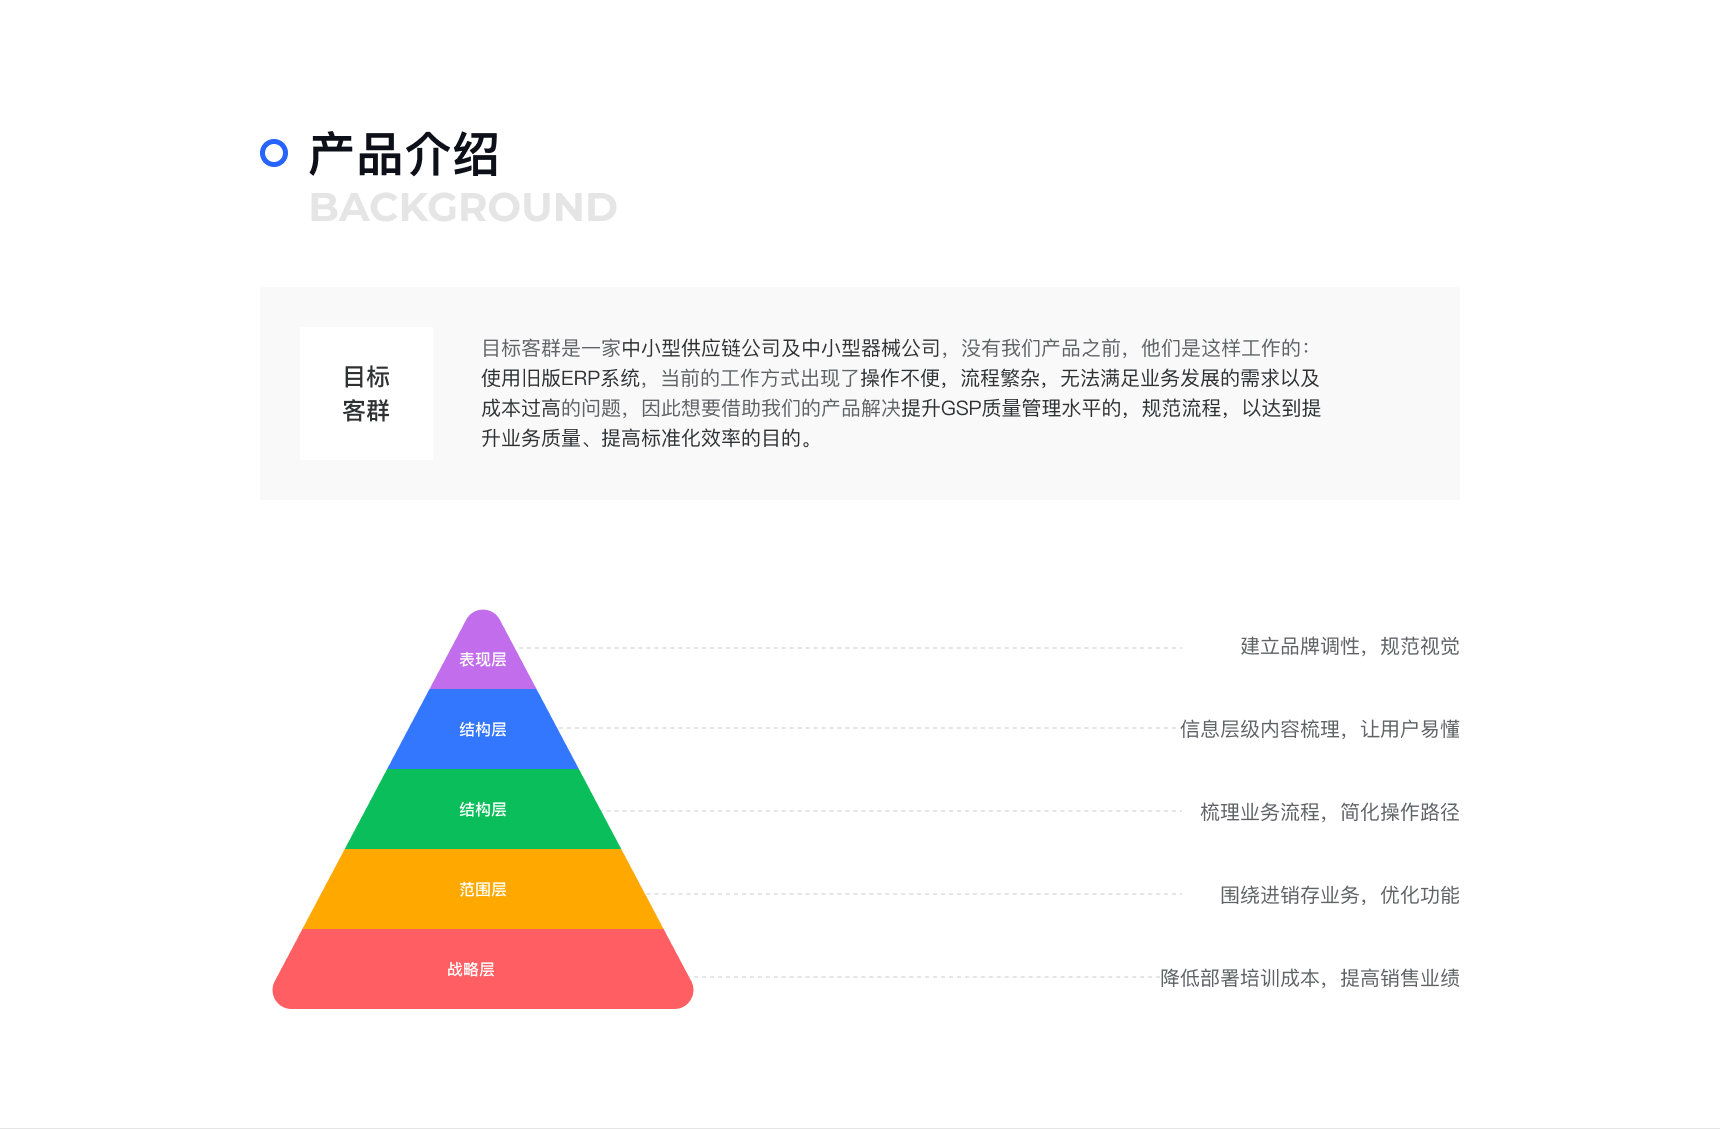 产品介绍
BACKGROUND
目标
客群
目标客群是一家中小型供应链公司及中小型器械公司，没有我们产品之前，他们是这样工作的：
使用旧版ERP系统，当前的工作方式出现了操作不便，流程繁杂，无法满足业务发展的需求以及
成本过高的问题，因此想要借助我们的产品解决提升GSP质量管理水平的，规范流程，以达到提
升业务质量、提高标准化效率的目的。
表现层
建立品牌调性，规范视觉
结构层
信息层级内容梳理，让用户易懂
结构层
梳理业务流程，简化操作路径
范围层
围绕进销存业务，优化功能
战略层
降低部署培训成本，提高销售业绩